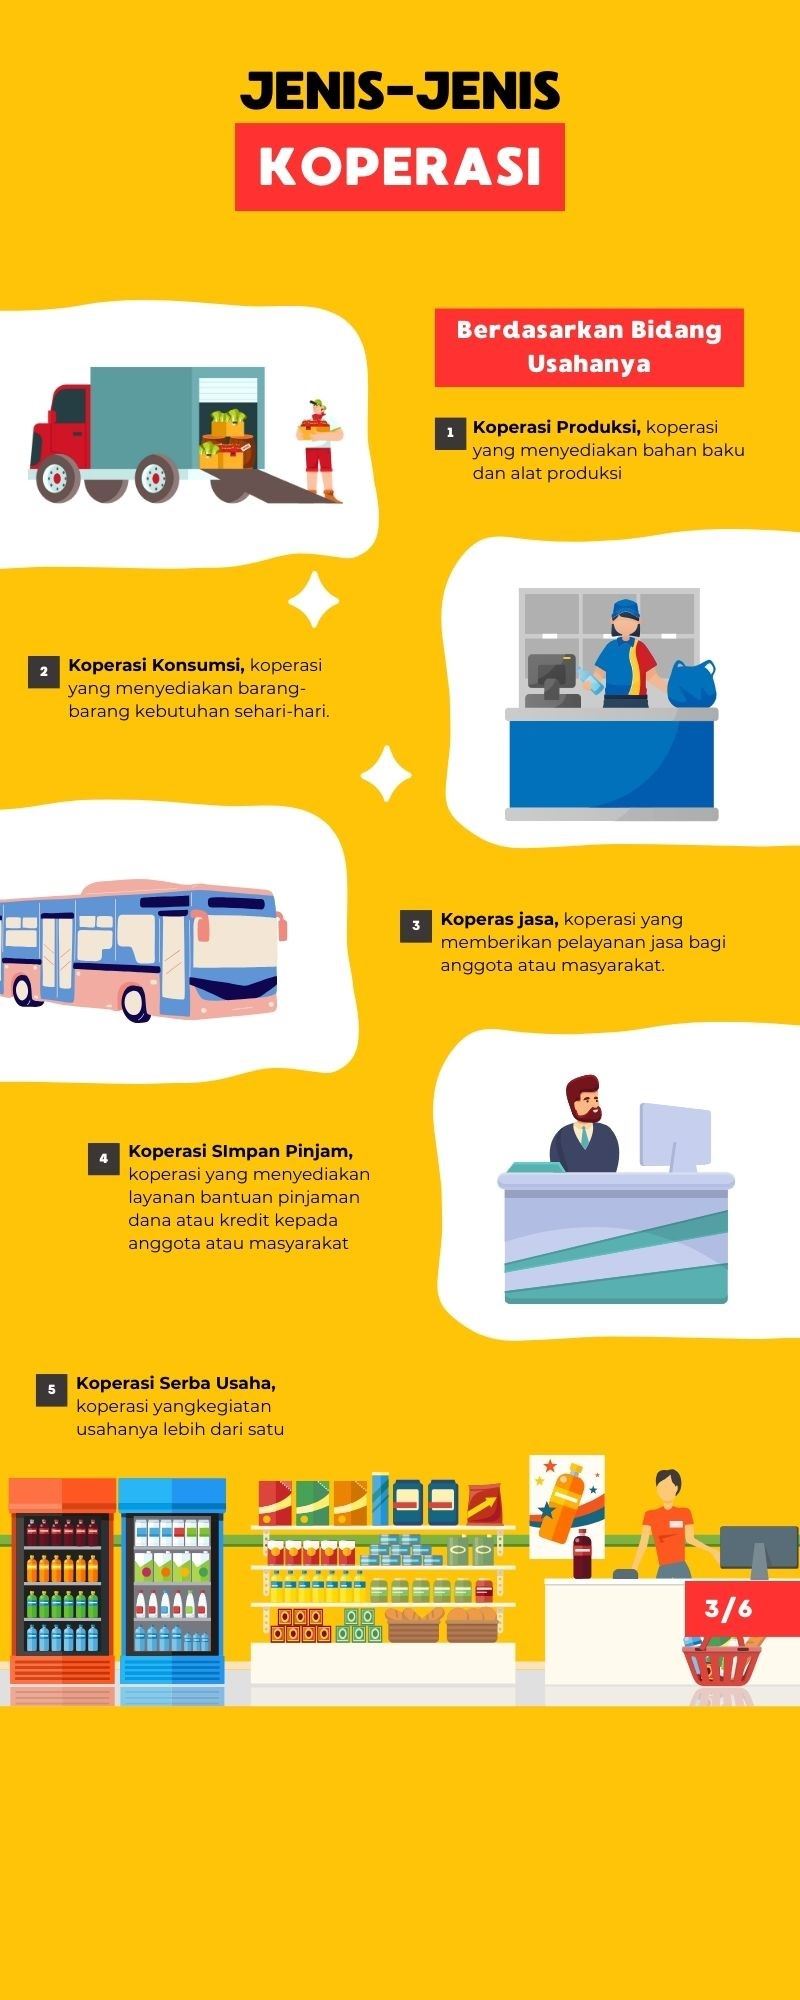 JENIS-JENIS
KOPERASI
Berdasarkan Bidang
Usahanya
1 Koperasi Produksi, koperasi
yang menyediakan bahan baku
dan alat produksi
2 Koperasi Konsumsi, koperasi
yang menyediakan barang-
barang kebutuhan sehari-hari.
3 Koperas jasa, koperasi yang
memberikan pelayanan jasa bagi
anggota atau masyarakat.
4 Koperasi SImpan Pinjam,
koperasi yang menyediakan
layanan bantuan pinjaman
dana atau kredit kepada
anggota atau masyarakat
5 Koperasi Serba Usaha,
koperasi yangkegiatan
usahanya lebih dari satu
3/6